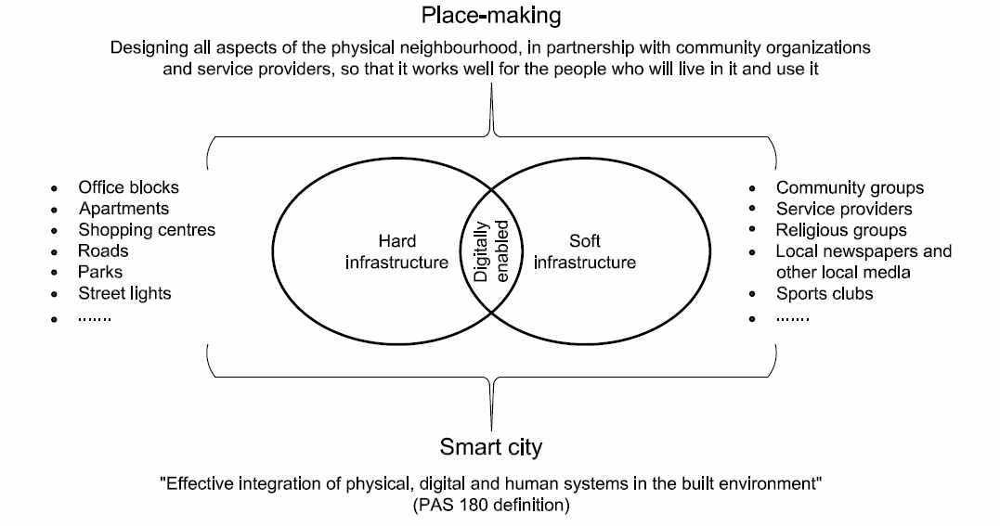 Place-making
Designing all aspects of the physical neighbourhood, in partnership with community organizations
and service providers, so that it works well for the people who will live in it and use it
• Office blocks
• Apartments
• Shopping centres
• Roads
• Parks
• Street lights
• .......
Hard
infrastructure
Digitally
enabled
Soft
infrastructure
• Community groups
• Service providers
• Religious groups
• Local newspapers and
other local media
• Sports clubs
• .......
Smart city
"Effective integration of physical, digital and human systems in the built environment"
(PAS 180 definition)